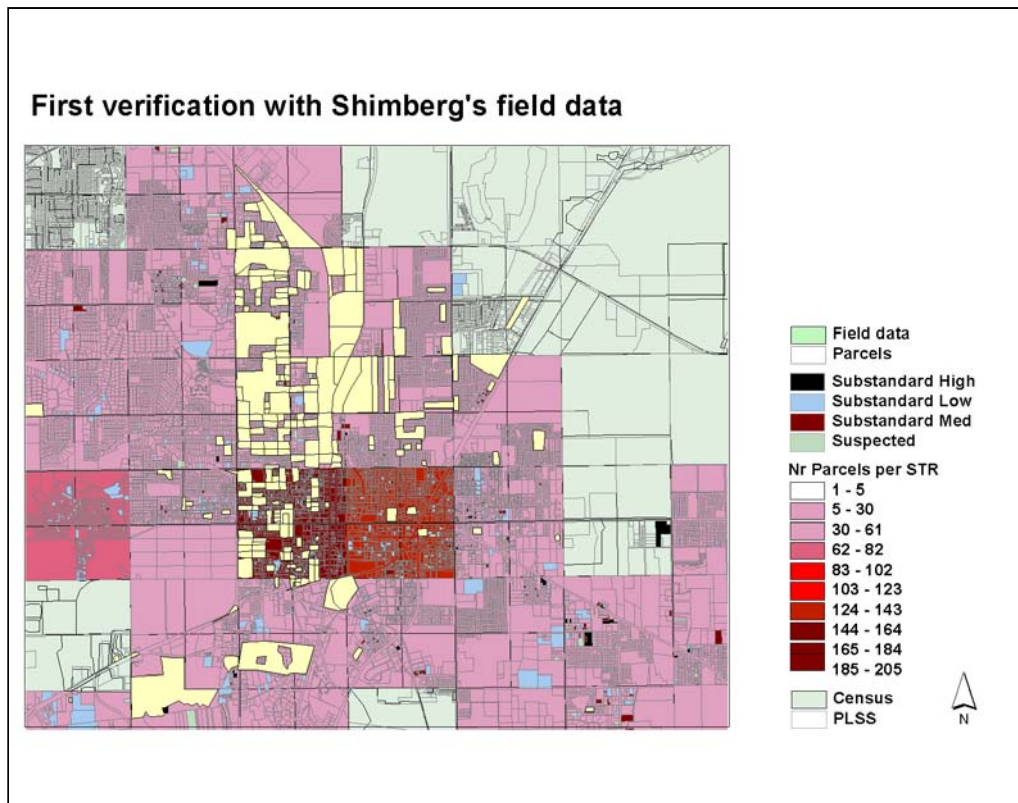 First verification with Shimberg's field data
Field data
Parcels
Substandard High
Substandard Low
Substandard Med
Suspected
Nr Parcels per STR
1 - 5
5 - 30
30 - 61
62 - 82
83 - 102
103 - 123
124 - 143
144 - 164
165 - 184
185 - 205
Census
PLSS
N